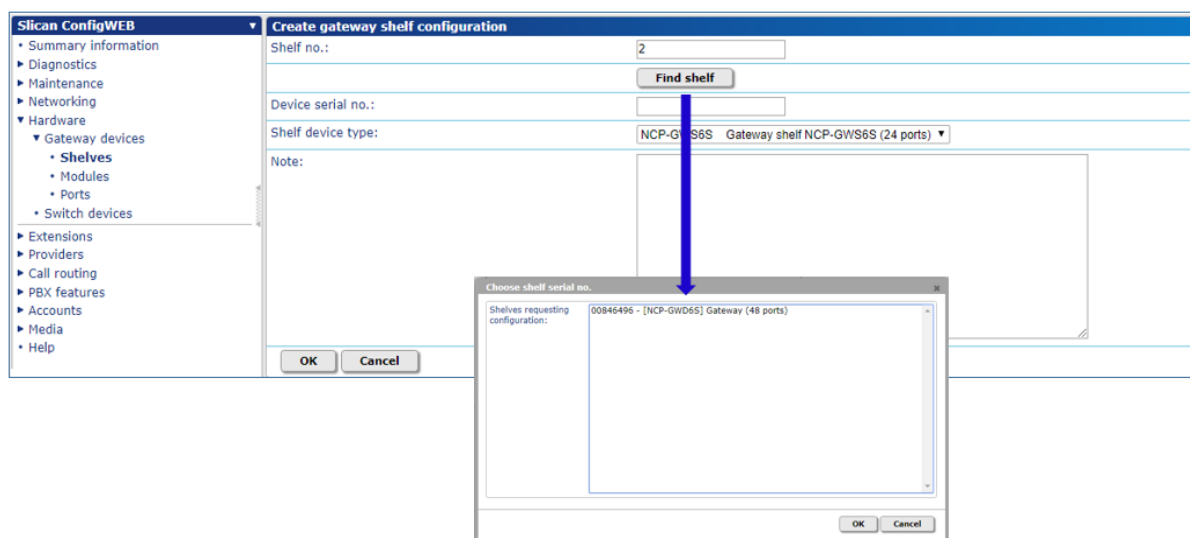 Slican ConfigWEB
Summary information
Diagnostics
Maintenance
Networking
Hardware
Gateway devices
Shelves
Modules
Ports
Switch devices
Extensions
Providers
Call routing
PBX features
Accounts
Media
Help
Create gateway shelf configuration
Shelf no.: 2
Find shelf
Device serial no.:
Shelf device type: NCP-GWS6S Gateway shelf NCP-GWS6S (24 ports)
Note:
OK Cancel
Choose shelf serial no.
Shelves requesting configuration: 00846496 - [NCP-GWD6S] Gateway (48 ports)
OK Cancel